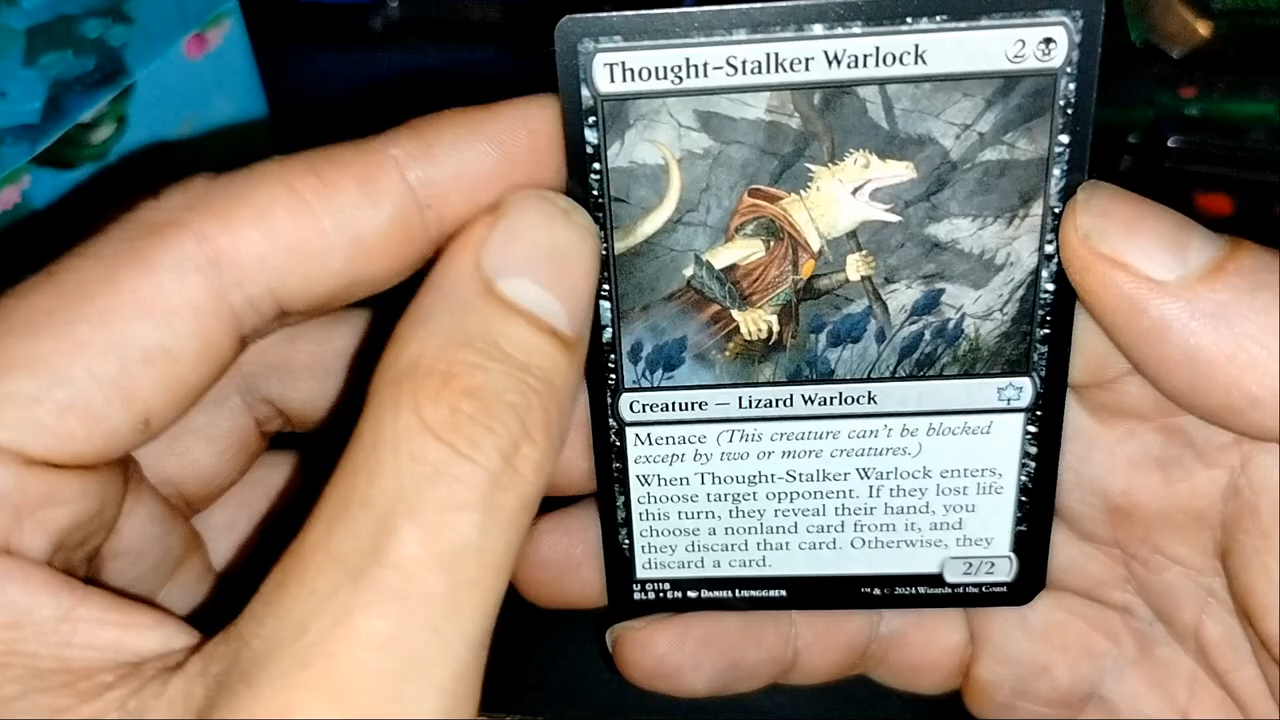 Thought-Stalker Warlock 2
Creature — Lizard Warlock
Menace (This creature can't be blocked
except by two or more creatures.)
When Thought-Stalker Warlock enters,
choose target opponent. If they lost life
this turn, they reveal their hand, you
choose a nonland card from it, and
they discard that card. Otherwise, they
discard a card.
2/2
U 0118
BLB • EN DANIEL LJUNGGREN
™ & © 2024 Wizards of the Coast